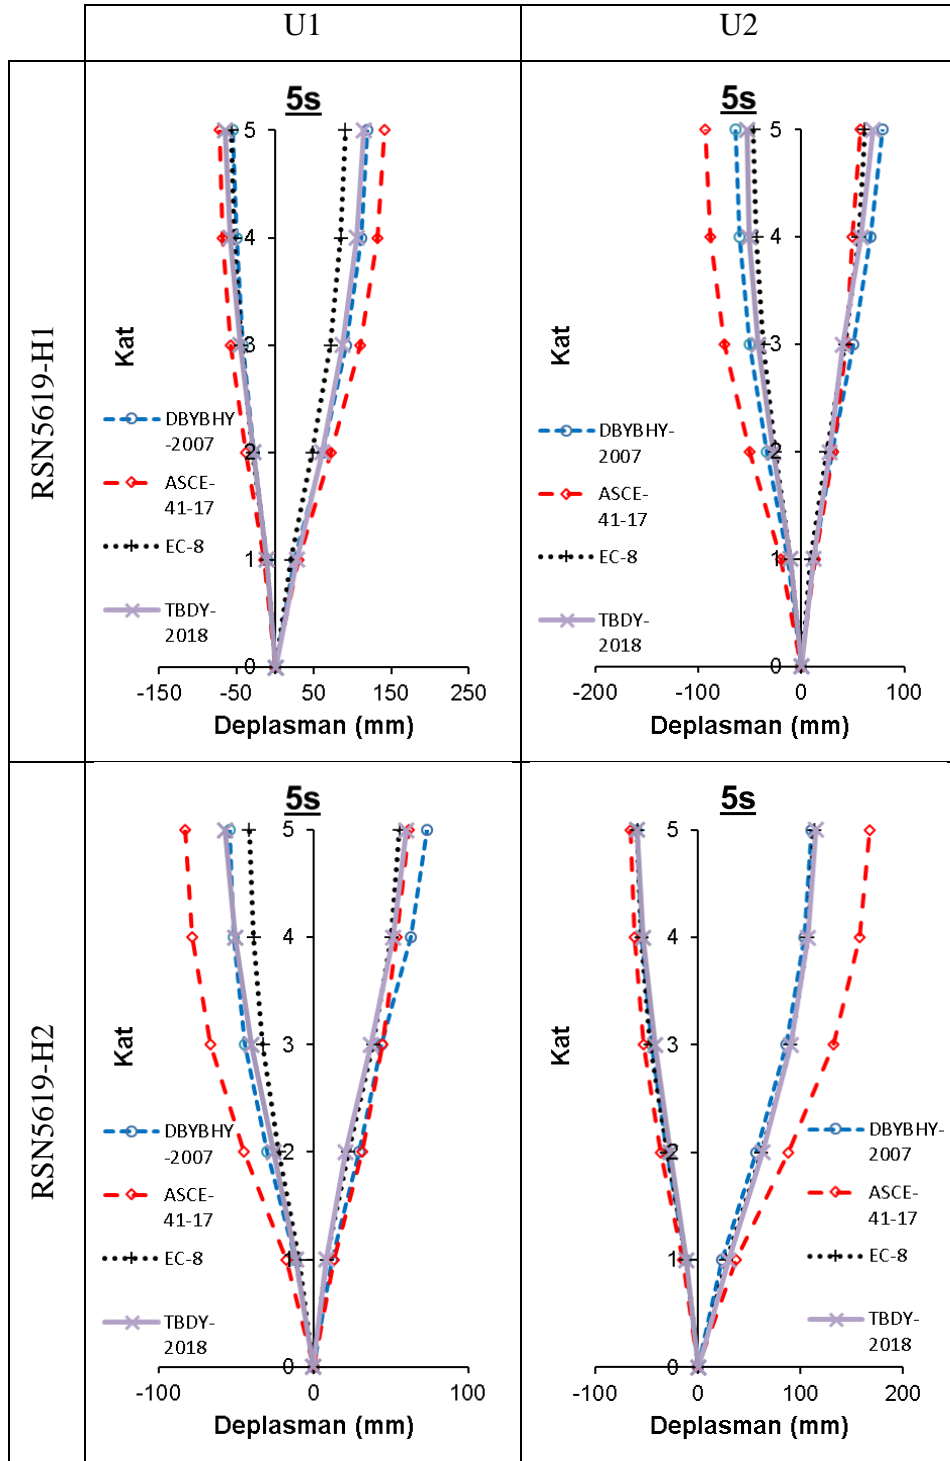 U1
U2
RSN5619-H1
5s
5
4
3
2
1
0
Kat
DBYBHY
-2007
ASCE-
41-17
EC-8
TBDY-
2018
-150
-50
50
150
250
Deplasman (mm)
5s
5
4
3
2
1
0
Kat
DBYBHY-
2007
ASCE-
41-17
EC-8
TBDY-
2018
-200
-100
0
100
Deplasman (mm)
RSN5619-H2
5s
5
4
3
2
1
0
Kat
DBYBHY
-2007
ASCE-
41-17
EC-8
TBDY-
2018
-100
0
100
Deplasman (mm)
5s
5
4
3
2
1
0
Kat
DBYBHY-
2007
ASCE-
41-17
EC-8
TBDY-
2018
-100
0
100
200
Deplasman (mm)